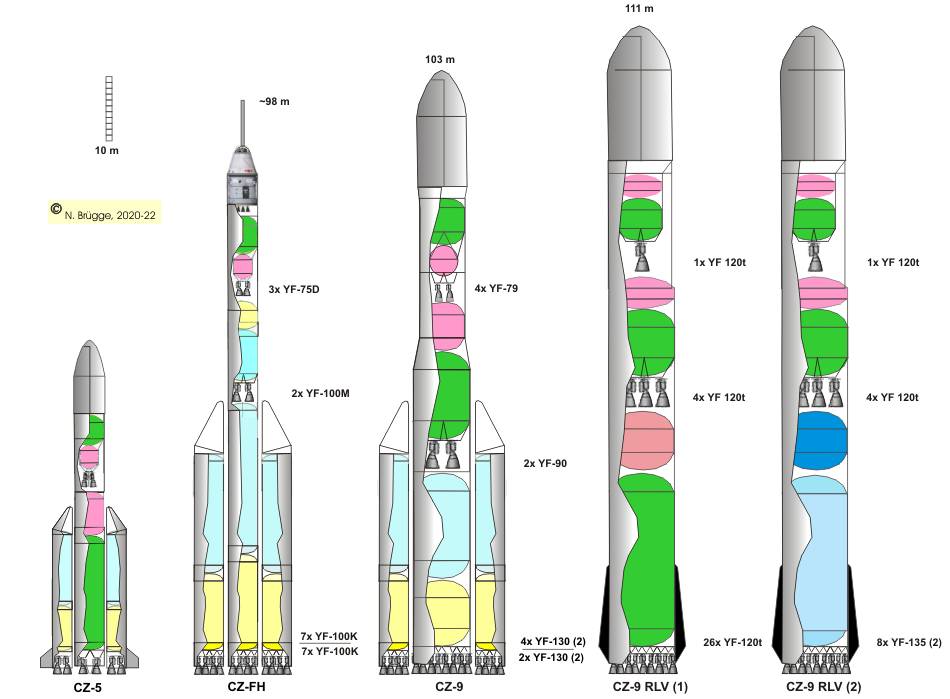 111 m
103 m
~98 m
10 m
© N. Brügge, 2020-22
1x YF 120t
1x YF 120t
3x YF-75D
4x YF-79
2x YF-100M
4x YF 120t
4x YF 120t
2x YF-90
7x YF-100K
7x YF-100K
4x YF-130 (2)
2x YF-130 (2)
26x YF-120t
8x YF-135 (2)
CZ-5
CZ-FH
CZ-9
CZ-9 RLV (1)
CZ-9 RLV (2)